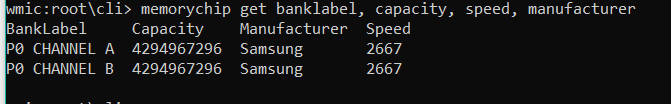 wmic:root\cli> memorychip get banklabel, capacity, speed, manufacturer
BankLabel     Capacity    Manufacturer  Speed
P0 CHANNEL A  4294967296  Samsung       2667
P0 CHANNEL B  4294967296  Samsung       2667